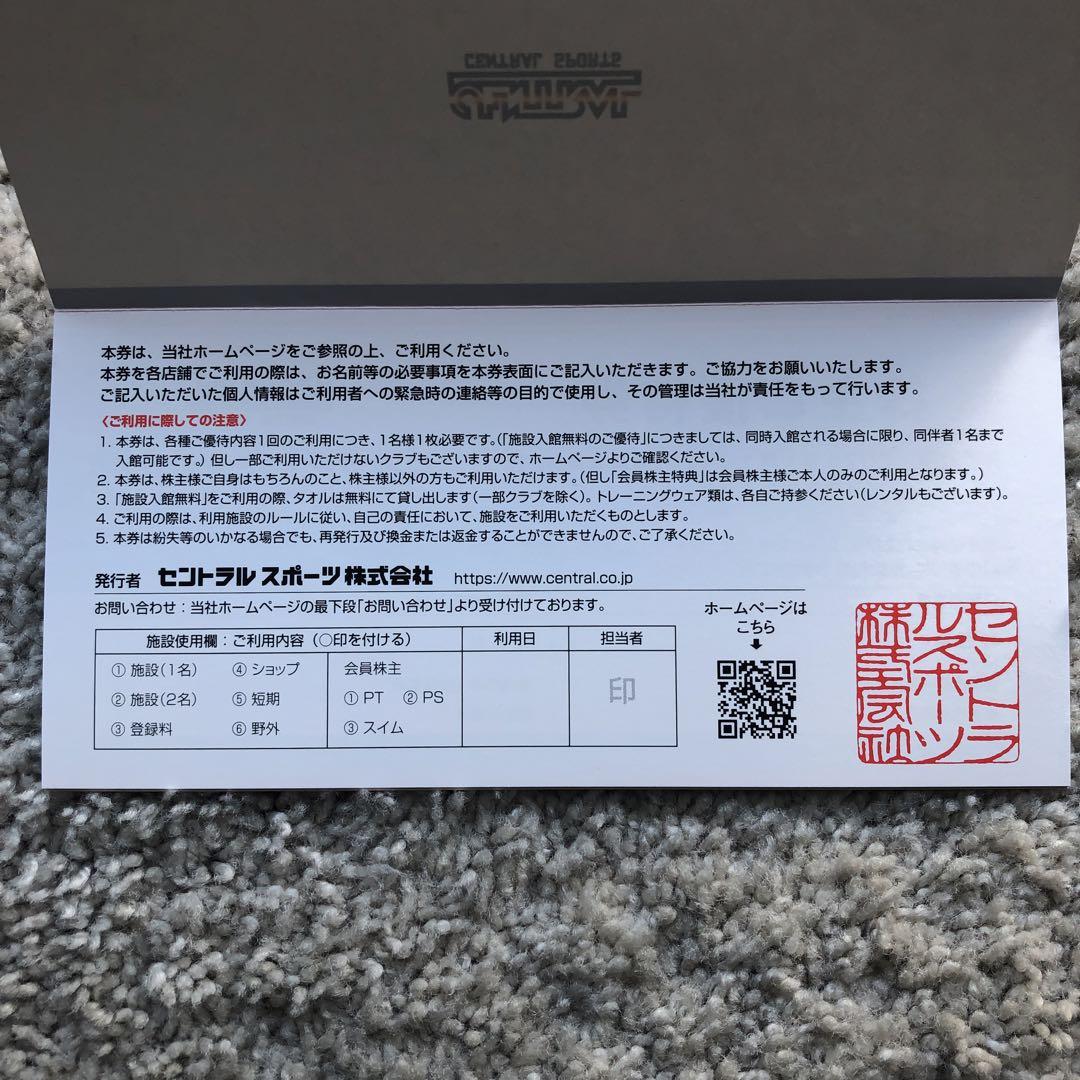 CENTRAL SPORTS
CENTRAL
本券は、当社ホームページをご参照の上、ご利用ください。
本券を各店舗でご利用の際は、お名前等の必要事項を本券表面にご記入いただきます。ご協力をお願いいたします。
ご記入いただいた個人情報はご利用者への緊急時の連絡等の目的で使用し、その管理は当社が責任をもって行います。
〈ご利用に際しての注意〉
1. 本券は、各種ご優待内容1回のご利用につき、1名様1枚必要です。(「施設入館無料のご優待」につきましては、同時入館される場合に限り、同伴者1名まで
入館可能です。) 但し一部ご利用いただけないクラブもございますので、ホームページよりご確認ください。
2. 本券は、株主様ご自身はもちろんのこと、株主様以外の方もご利用いただけます。(但し「会員株主特典」は会員株主様ご本人のみのご利用となります。)
3. 「施設入館無料」をご利用の際、タオルは無料にて貸し出します(一部クラブを除く)。トレーニングウェア類は、各自ご持参ください(レンタルもございます)。
4. ご利用の際は、利用施設のルールに従い、自己の責任において、施設をご利用いただくものとします。
5. 本券は紛失等のいかなる場合でも、再発行及び換金または返金することができませんので、ご了承ください。
発行者 セントラルスポーツ株式会社 https://www.central.co.jp
お問い合わせ：当社ホームページの最下段「お問い合わせ」より受け付けております。
ホームページは
こちら
施設使用欄：ご利用内容(○印を付ける) 利用日 担当者
① 施設(1名) ④ ショップ 会員株主
② 施設(2名) ⑤ 短期 ① PT ② PS 印
③ 登録料 ⑥ 野外 ③ スイム
セントラ
ルスポーツ
株式会社